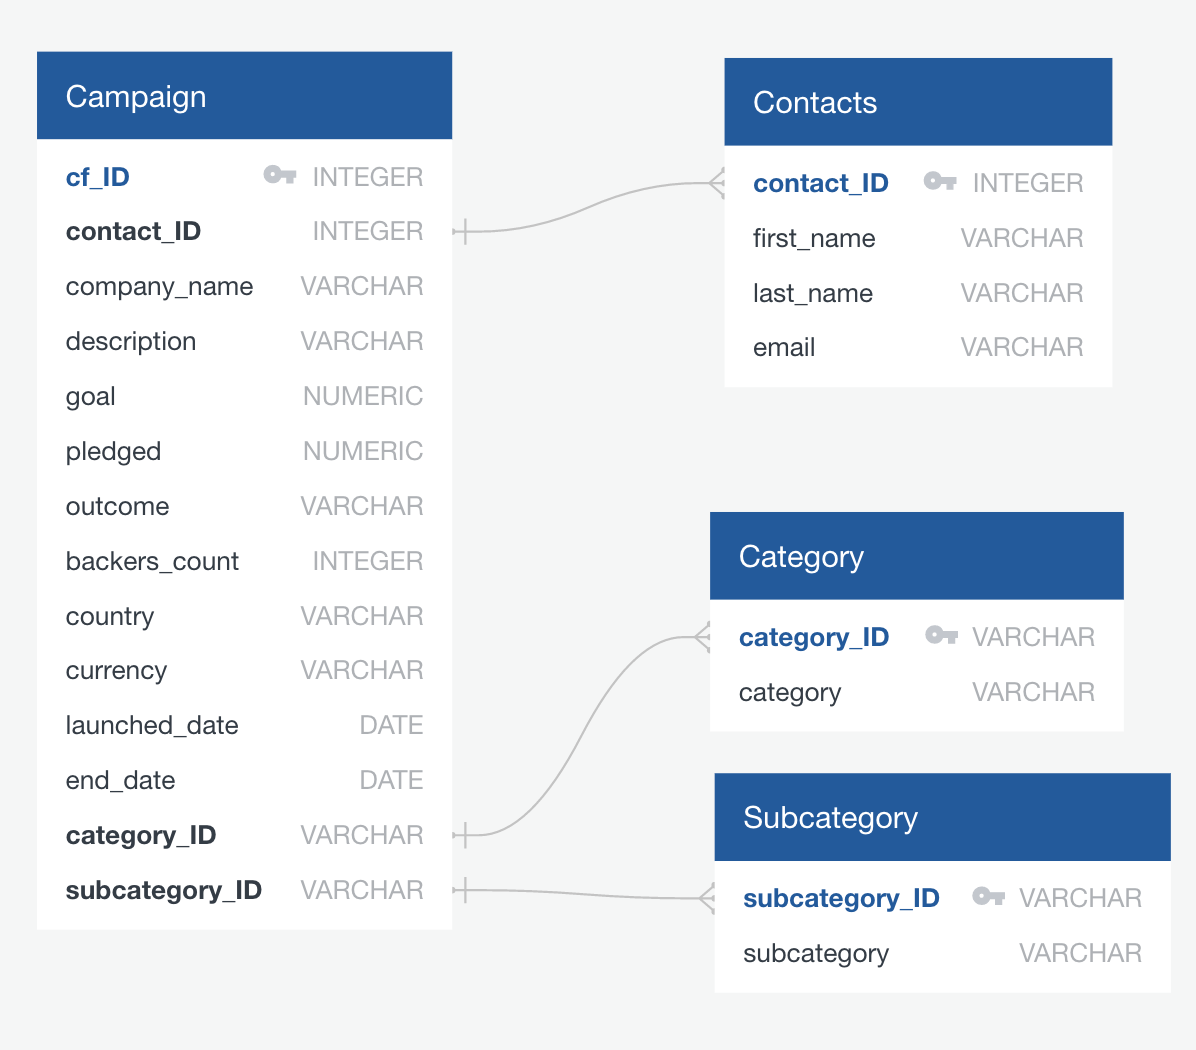 Campaign
cf_ID INTEGER
contact_ID INTEGER
company_name VARCHAR
description VARCHAR
goal NUMERIC
pledged NUMERIC
outcome VARCHAR
backers_count INTEGER
country VARCHAR
currency VARCHAR
launched_date DATE
end_date DATE
category_ID VARCHAR
subcategory_ID VARCHAR
Contacts
contact_ID INTEGER
first_name VARCHAR
last_name VARCHAR
email VARCHAR
Category
category_ID VARCHAR
category VARCHAR
Subcategory
subcategory_ID VARCHAR
subcategory VARCHAR